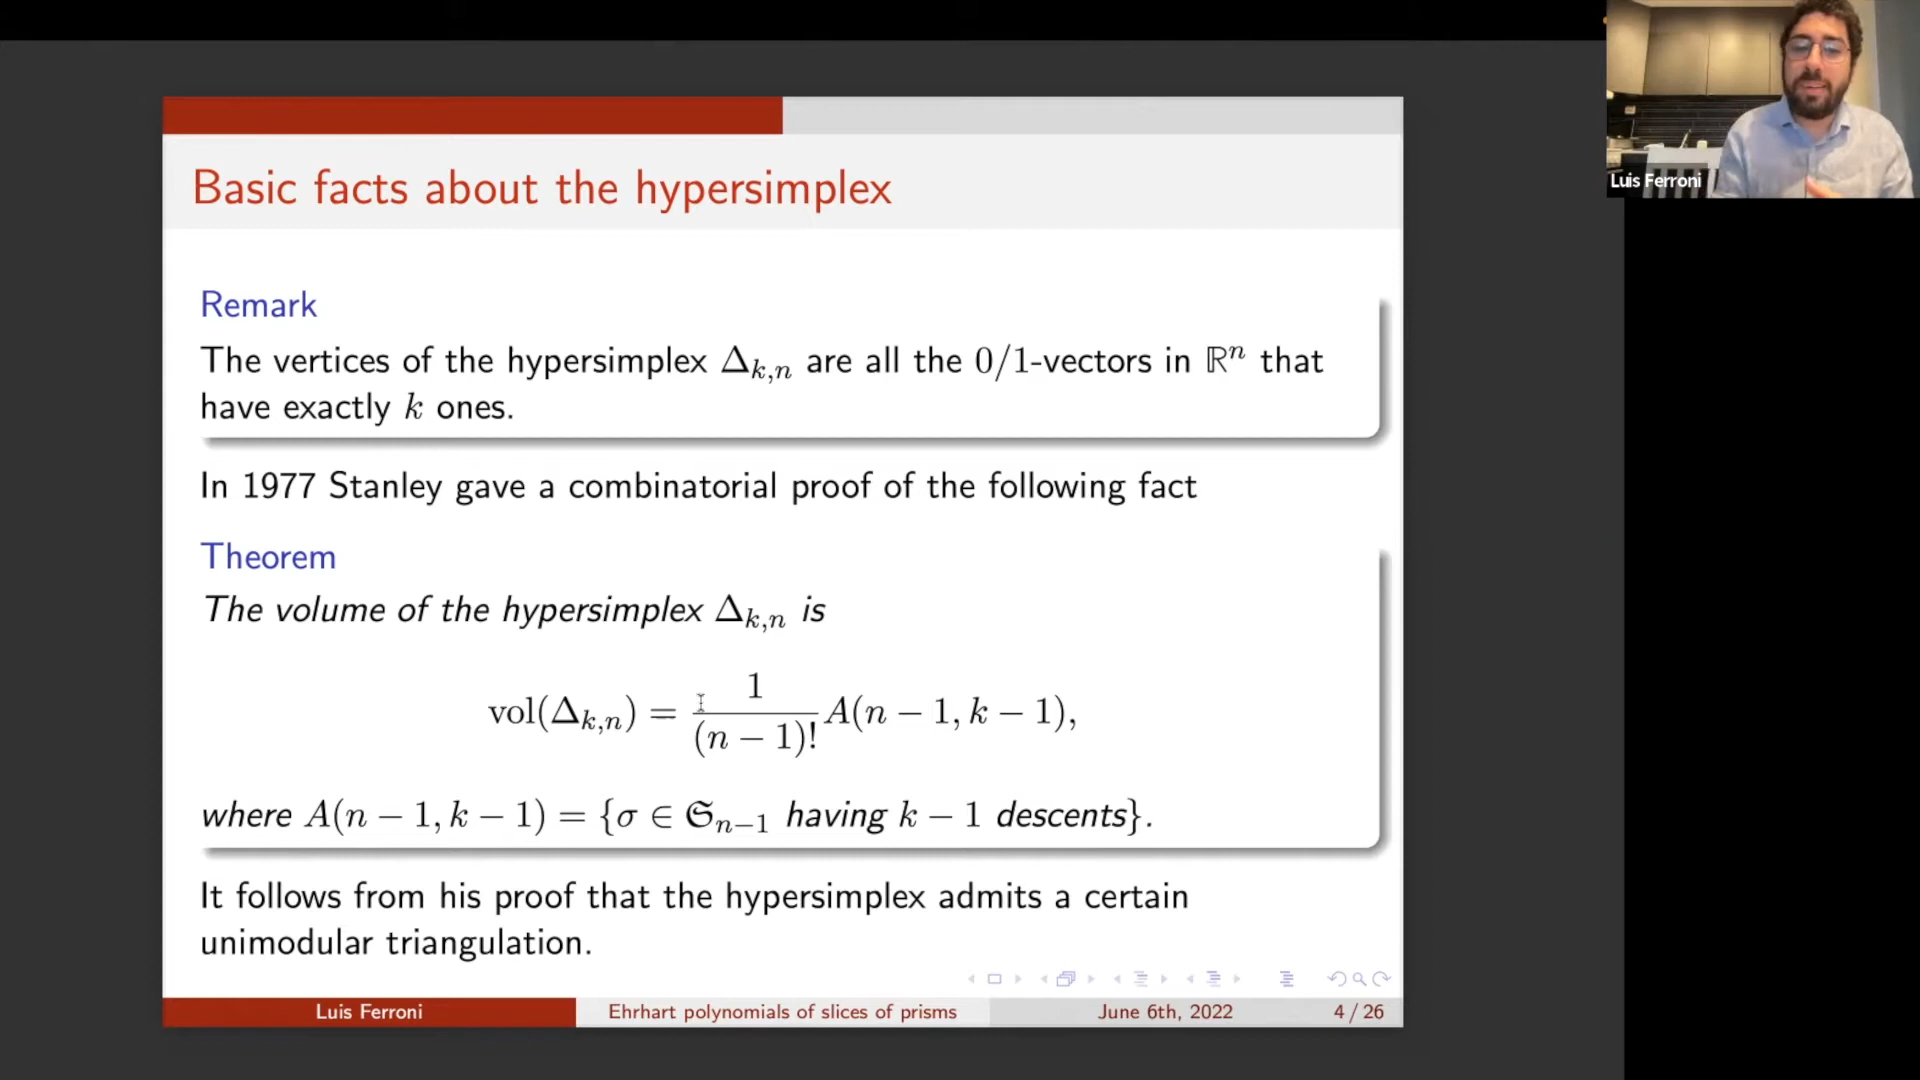 Luis Ferroni
Basic facts about the hypersimplex
Remark
The vertices of the hypersimplex Δ_{k,n} are all the 0/1-vectors in ℝⁿ that
have exactly k ones.
In 1977 Stanley gave a combinatorial proof of the following fact
Theorem
The volume of the hypersimplex Δ_{k,n} is
vol(Δ_{k,n}) = 1/(n − 1)! A(n − 1, k − 1),
where A(n − 1, k − 1) = {σ ∈ 𝔖_{n−1} having k − 1 descents}.
It follows from his proof that the hypersimplex admits a certain
unimodular triangulation.
Luis Ferroni
Ehrhart polynomials of slices of prisms
June 6th, 2022
4 / 26